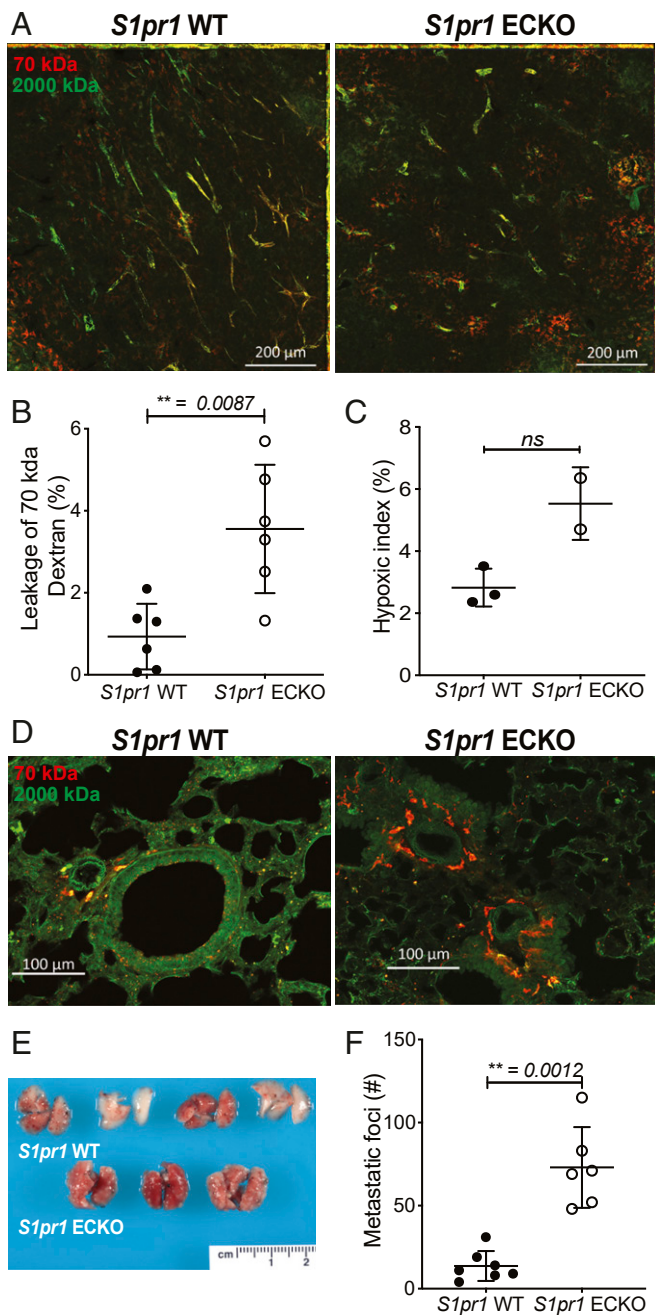 A
S1pr1 WT
S1pr1 ECKO
70 kDa
2000 kDa
200 µm
200 µm
B
** = 0.0087
Leakage of 70 kda
Dextran (%)
6
4
2
0
S1pr1 WT
S1pr1 ECKO
C
ns
Hypoxic index (%)
8
6
4
2
0
S1pr1 WT
S1pr1 ECKO
D
S1pr1 WT
S1pr1 ECKO
70 kDa
2000 kDa
100 µm
100 µm
E
S1pr1 WT
S1pr1 ECKO
cm 1 2
F
** = 0.0012
Metastatic foci (#)
150
100
50
0
S1pr1 WT
S1pr1 ECKO